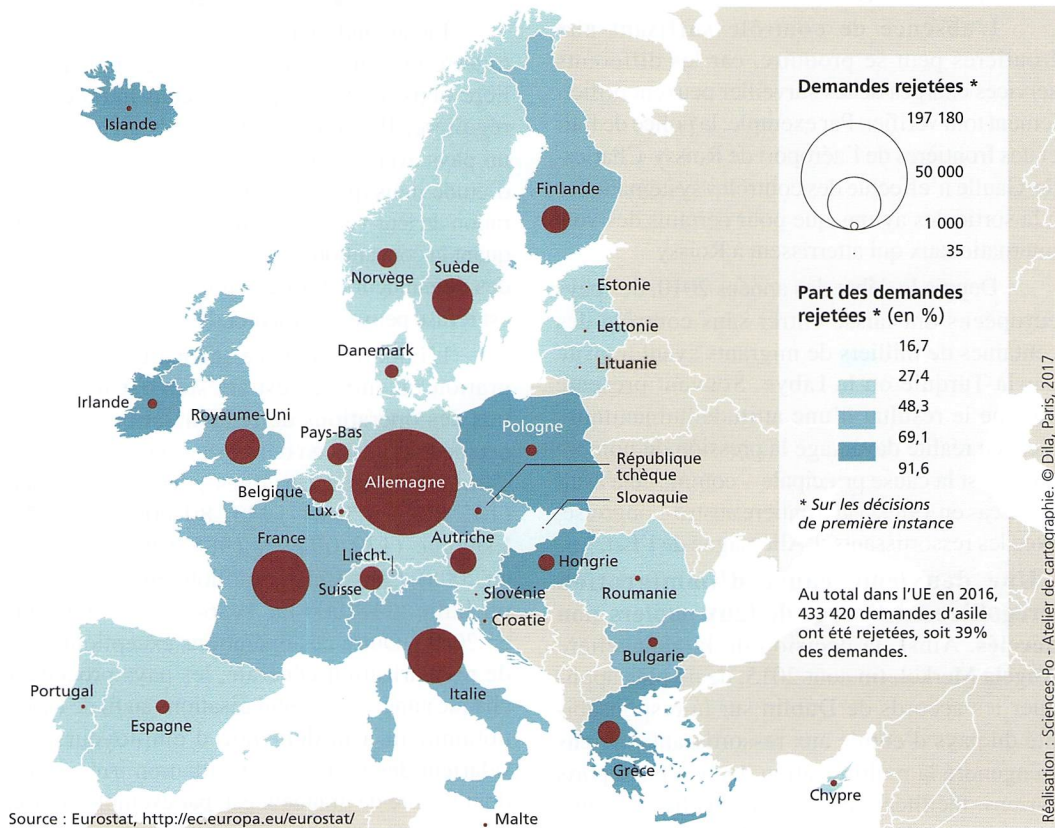 Islande
Finlande
Norvège
Suède
Estonie
Lettonie
Danemark
Lituanie
Irlande
Royaume-Uni
Pays-Bas
Pologne
République
tchèque
Allemagne
Slovaquie
Belgique
Lux.
France
Autriche
Liecht.
Hongrie
Suisse
Slovénie
Roumanie
Croatie
Bulgarie
Italie
Portugal
Espagne
Grèce
Chypre
Malte
Demandes rejetées *
197 180
50 000
1 000
35
Part des demandes
rejetées * (en %)
16,7
27,4
48,3
69,1
91,6
* Sur les décisions
de première instance
Au total dans l'UE en 2016,
433 420 demandes d'asile
ont été rejetées, soit 39%
des demandes.
Source : Eurostat, http://ec.europa.eu/eurostat/
Réalisation : Sciences Po - Atelier de cartographie. © Dila, Paris, 2017